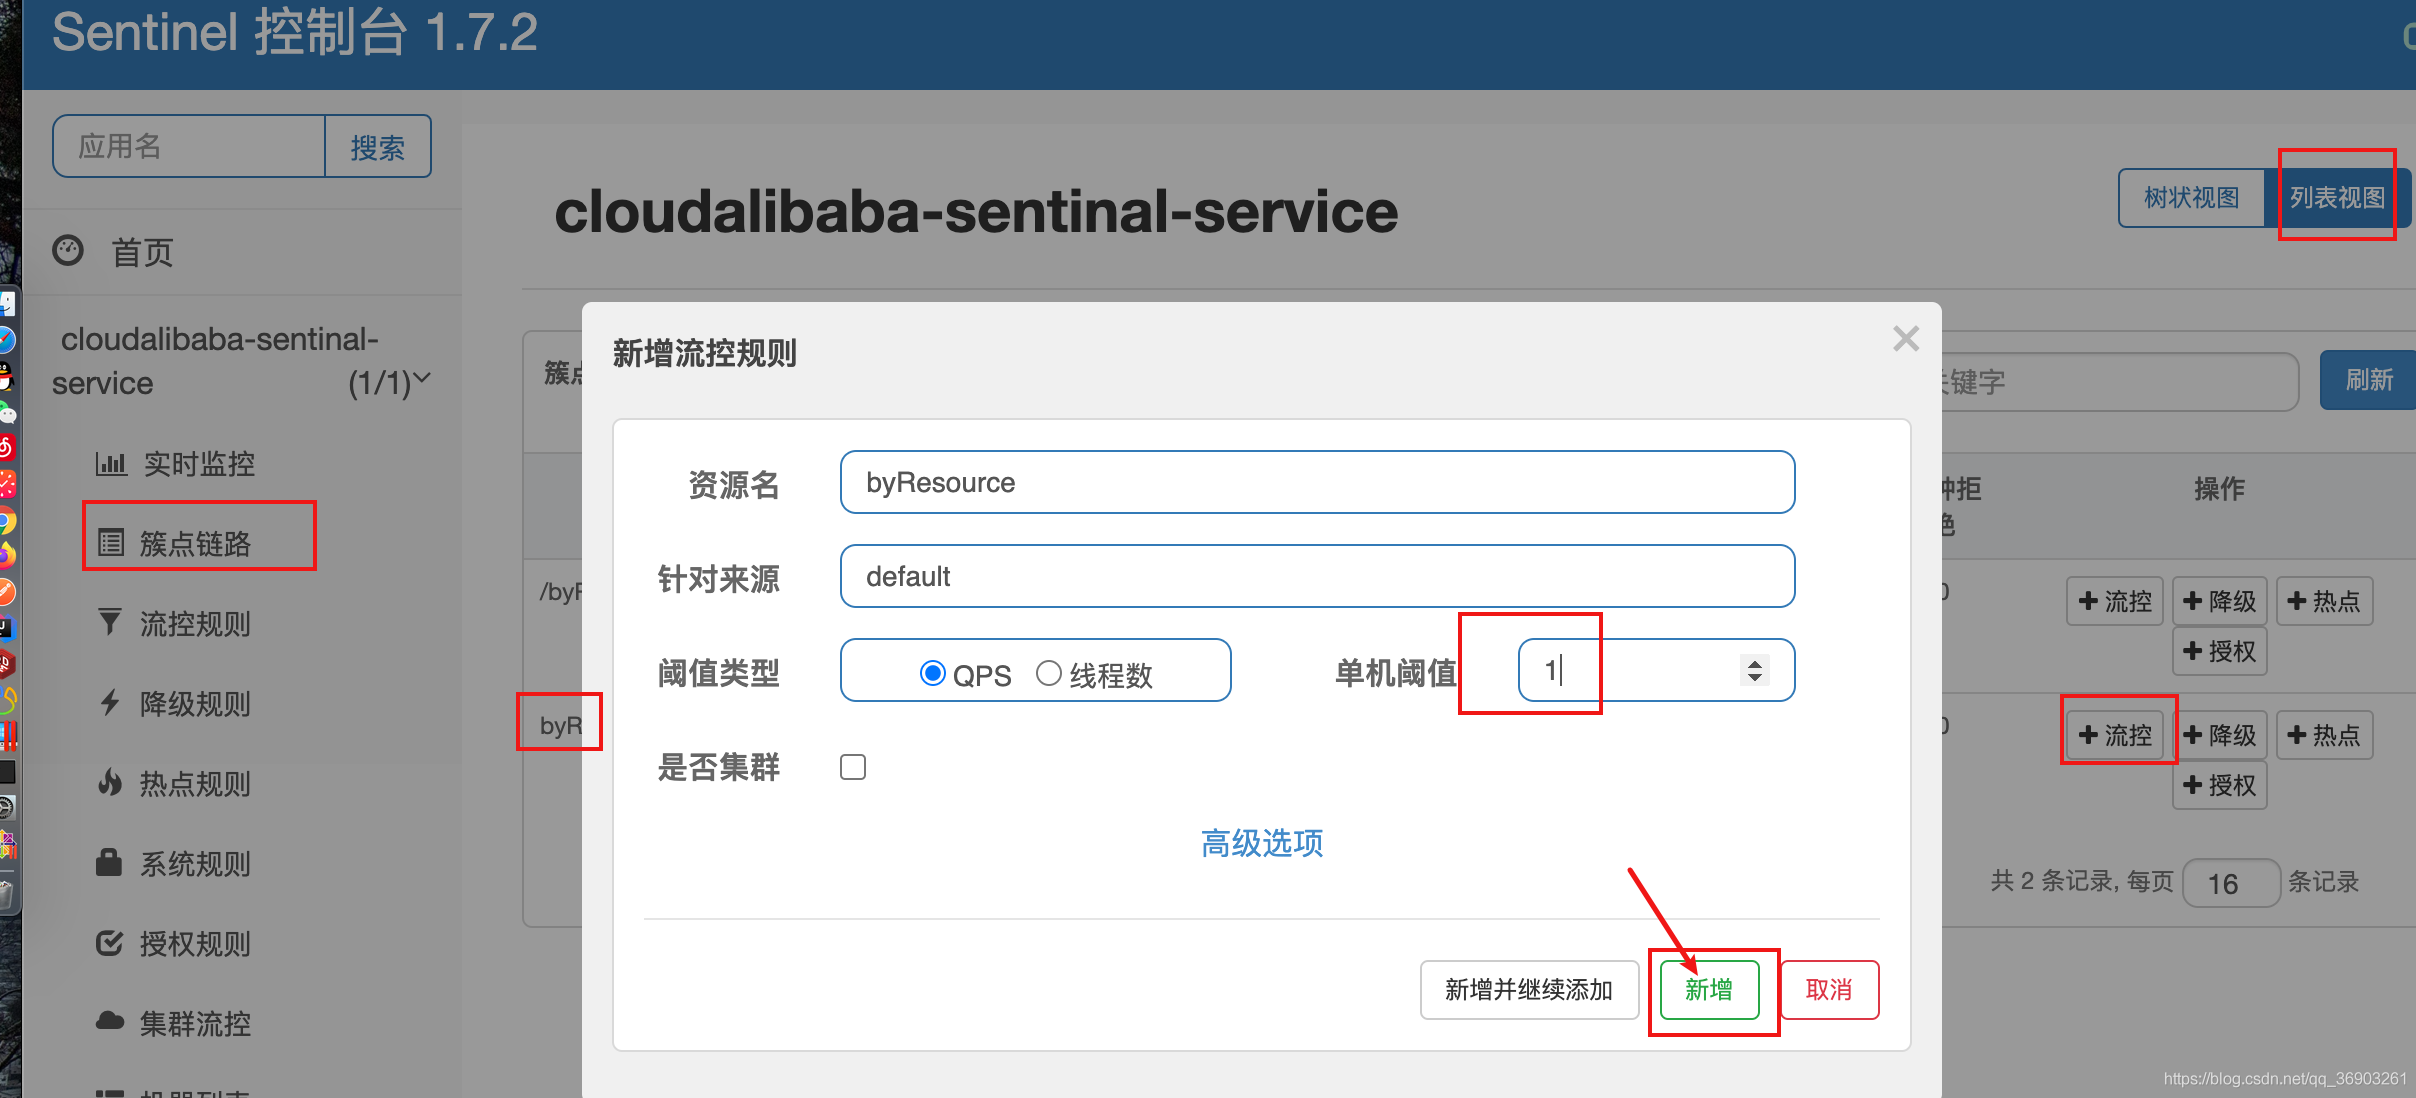 Sentinel 控制台 1.7.2
应用名
搜索
首页
cloudalibaba-sentinal-
service (1/1)
实时监控
簇点链路
流控规则
降级规则
热点规则
系统规则
授权规则
集群流控
机器列表
cloudalibaba-sentinal-service
树状视图
列表视图
簇点
关键字
刷新
钟拒
绝
操作
/byR
0
流控
降级
热点
授权
byR
0
流控
降级
热点
授权
共 2 条记录, 每页 16 条记录
新增流控规则
×
资源名 byResource
针对来源 default
阈值类型 QPS 线程数 单机阈值 1
是否集群
高级选项
新增并继续添加
新增
取消
https://blog.csdn.net/qq_36903261